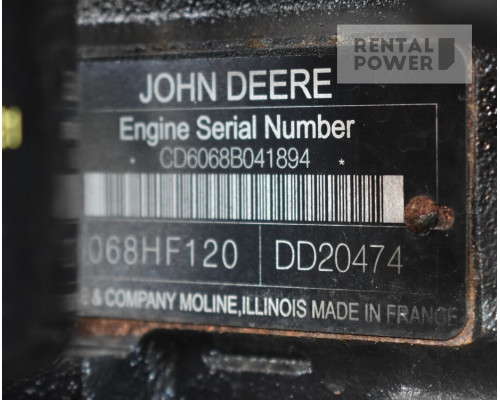 RENTAL
POWER
JOHN DEERE
Engine Serial Number
* CD6068B041894 *
068HF120 DD20474
& COMPANY MOLINE,ILLINOIS MADE IN FRANCE